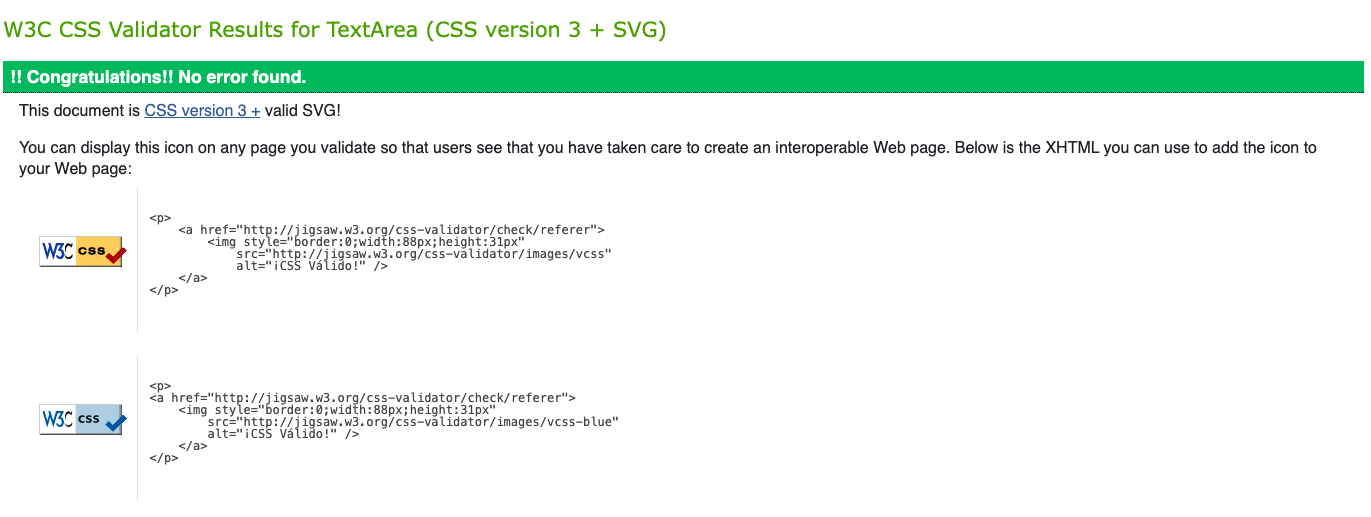 W3C CSS Validator Results for TextArea (CSS version 3 + SVG)
!! Congratulations!! No error found.
This document is CSS version 3 + valid SVG!
You can display this icon on any page you validate so that users see that you have taken care to create an interoperable Web page. Below is the XHTML you can use to add the icon to
your Web page:
W3C css
<p>
<a href="http://jigsaw.w3.org/css-validator/check/referer">
<img style="border:0;width:88px;height:31px"
src="http://jigsaw.w3.org/css-validator/images/vcss"
alt="¡CSS Válido!" />
</a>
</p>
W3C css
<p>
<a href="http://jigsaw.w3.org/css-validator/check/referer">
<img style="border:0;width:88px;height:31px"
src="http://jigsaw.w3.org/css-validator/images/vcss-blue"
alt="¡CSS Válido!" />
</a>
</p>